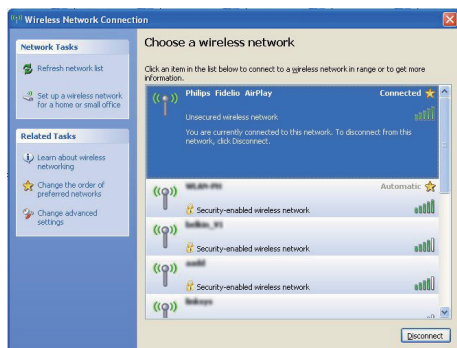 Wireless Network Connection
Network Tasks
Refresh network list
Set up a wireless network
for a home or small office
Related Tasks
Learn about wireless
networking
Change the order of
preferred networks
Change advanced
settings
Choose a wireless network
Click an item in the list below to connect to a wireless network in range or to get more
information.
Philips Fidelio AirPlay
Connected
Unsecured wireless network
You are currently connected to this network. To disconnect from this
network, click Disconnect.
Automatic
Security-enabled wireless network
Security-enabled wireless network
Security-enabled wireless network
Disconnect